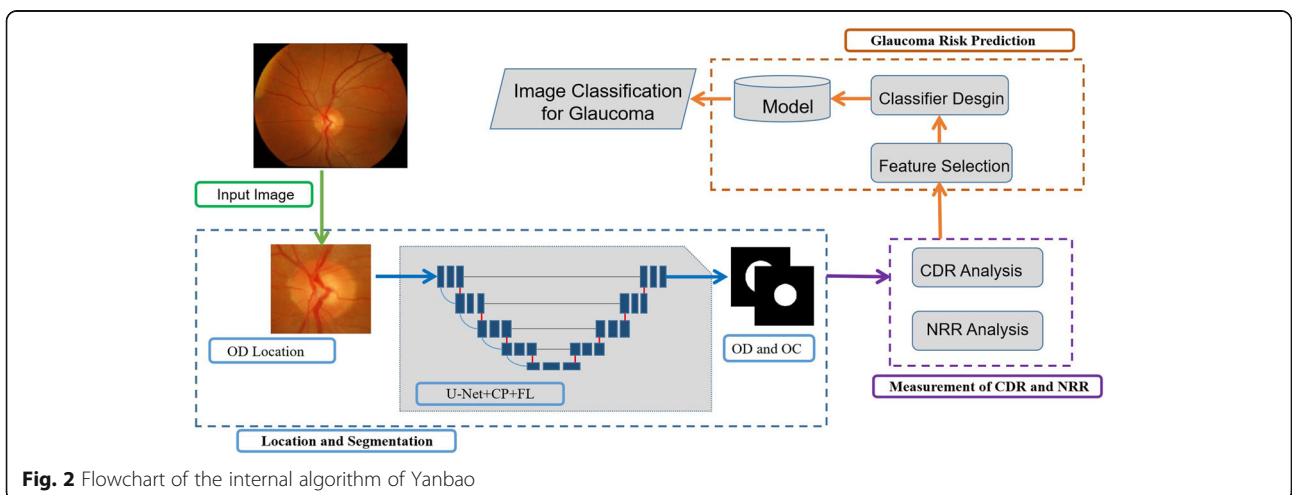 Glaucoma Risk Prediction
Image Classification
for Glaucoma
Model
Classifier Desgin
Feature Selection
Input Image
OD Location
U-Net+CP+FL
OD and OC
CDR Analysis
NRR Analysis
Location and Segmentation
Measurement of CDR and NRR
Fig. 2 Flowchart of the internal algorithm of Yanbao